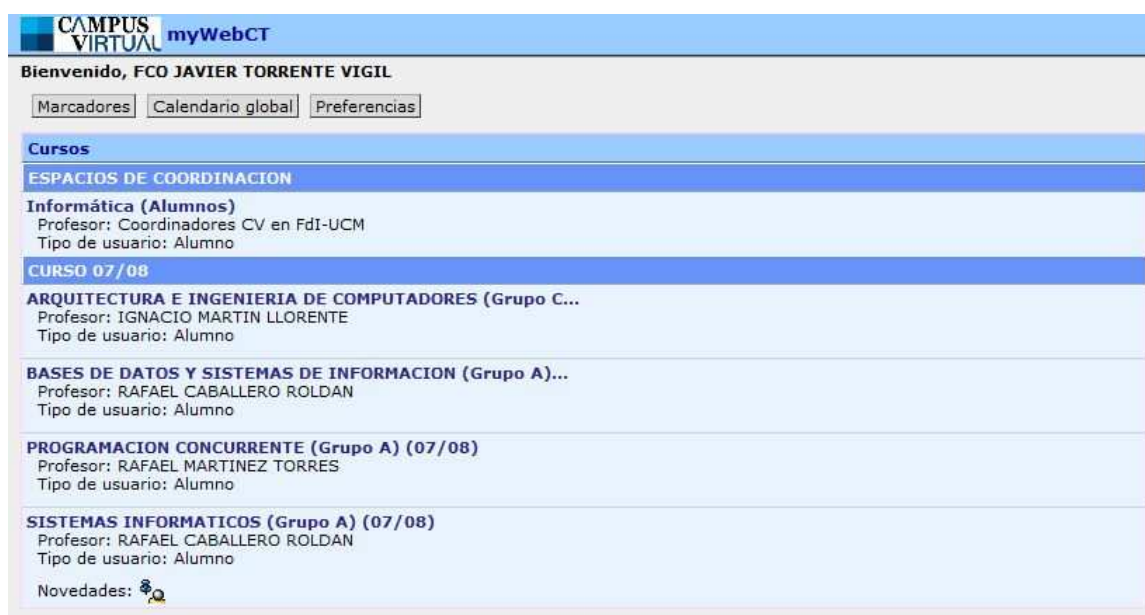 CAMPUS
VIRTUAL
myWebCT
Bienvenido, FCO JAVIER TORRENTE VIGIL
Marcadores Calendario global Preferencias
Cursos
ESPACIOS DE COORDINACION
Informática (Alumnos)
Profesor: Coordinadores CV en FdI-UCM
Tipo de usuario: Alumno
CURSO 07/08
ARQUITECTURA E INGENIERIA DE COMPUTADORES (Grupo C...
Profesor: IGNACIO MARTIN LLORENTE
Tipo de usuario: Alumno
BASES DE DATOS Y SISTEMAS DE INFORMACION (Grupo A)...
Profesor: RAFAEL CABALLERO ROLDAN
Tipo de usuario: Alumno
PROGRAMACION CONCURRENTE (Grupo A) (07/08)
Profesor: RAFAEL MARTINEZ TORRES
Tipo de usuario: Alumno
SISTEMAS INFORMATICOS (Grupo A) (07/08)
Profesor: RAFAEL CABALLERO ROLDAN
Tipo de usuario: Alumno
Novedades: